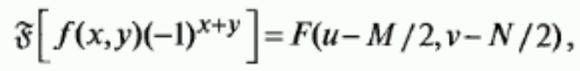 𝔉[f(x,y)(-1)^{x+y}]=F(u-M/2,v-N/2),